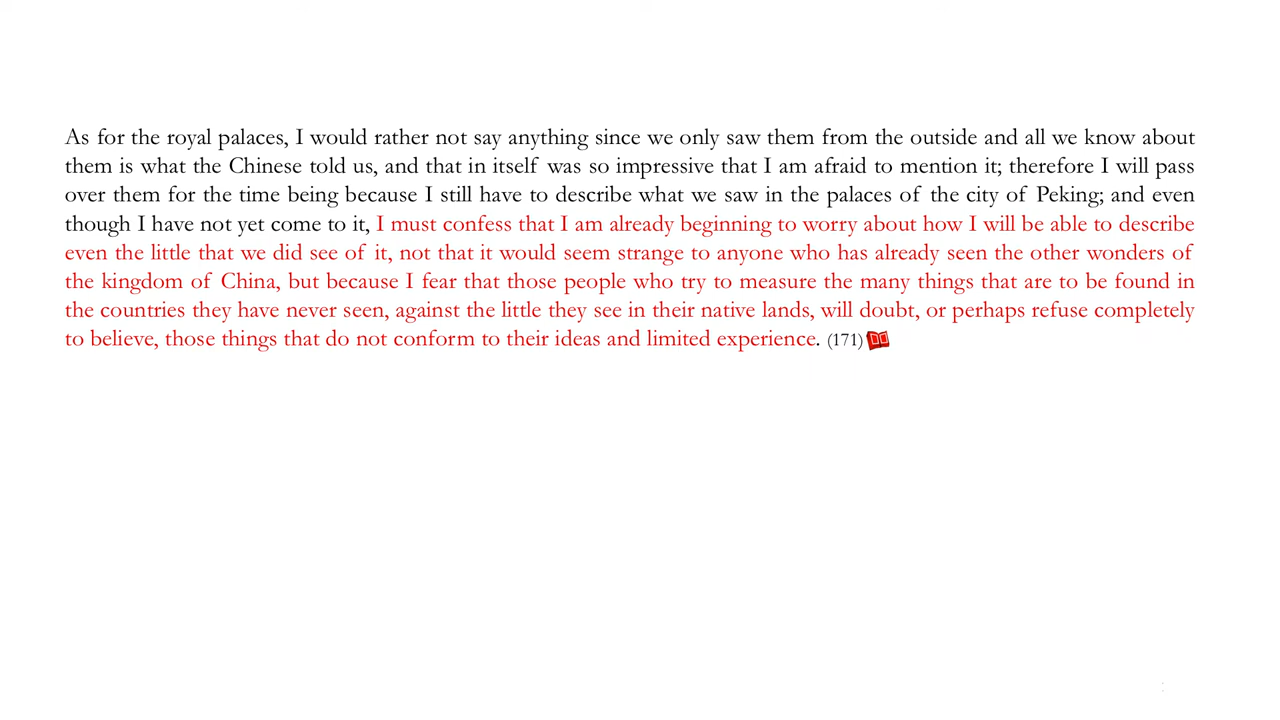 As for the royal palaces, I would rather not say anything since we only saw them from the outside and all we know about
them is what the Chinese told us, and that in itself was so impressive that I am afraid to mention it; therefore I will pass
over them for the time being because I still have to describe what we saw in the palaces of the city of Peking; and even
though I have not yet come to it, I must confess that I am already beginning to worry about how I will be able to describe
even the little that we did see of it, not that it would seem strange to anyone who has already seen the other wonders of
the kingdom of China, but because I fear that those people who try to measure the many things that are to be found in
the countries they have never seen, against the little they see in their native lands, will doubt, or perhaps refuse completely
to believe, those things that do not conform to their ideas and limited experience. (171)